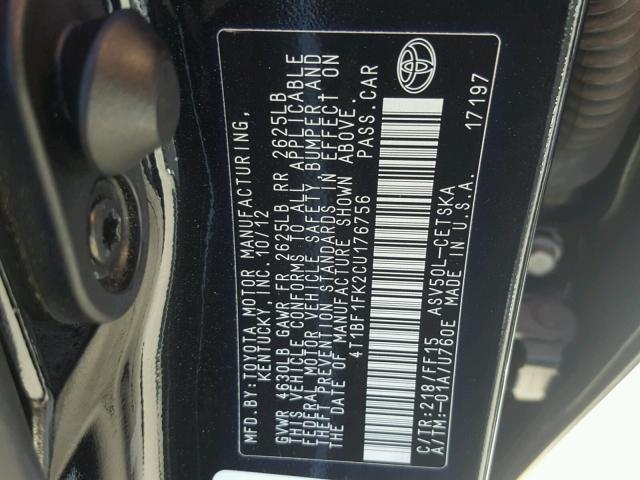 MFD.BY:TOYOTA MOTOR MANUFACTURING,
KENTUCKY, INC. 10/12
GVWR 4630LB GAWR FR 2625LB RR 2625LB
THIS VEHICLE CONFORMS TO ALL APPLICABLE
FEDERAL MOTOR VEHICLE SAFETY, BUMPER, AND
THEFT PREVENTION STANDARDS IN EFFECT ON
THE DATE OF MANUFACTURE SHOWN ABOVE.
4T1BF1FK2CU176756 PASS.CAR
C/TR:218/FF15 ASV50L-CETSKA
A/TM:-01A/U760E MADE IN U.S.A. 17197